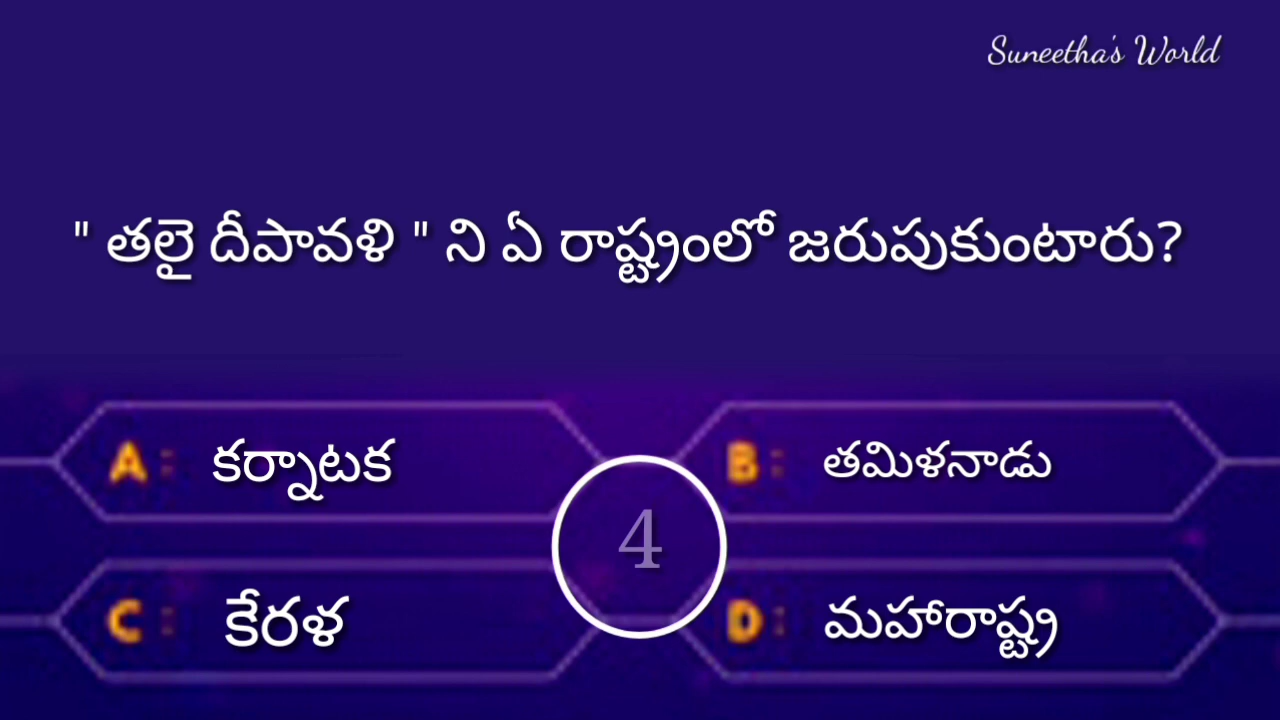 Suneetha's World
" తలై దీపావళి " ని ఏ రాష్ట్రంలో జరుపుకుంటారు?
A : కర్నాటక
B : తమిళనాడు
4
C : కేరళ
D : మహారాష్ట్ర